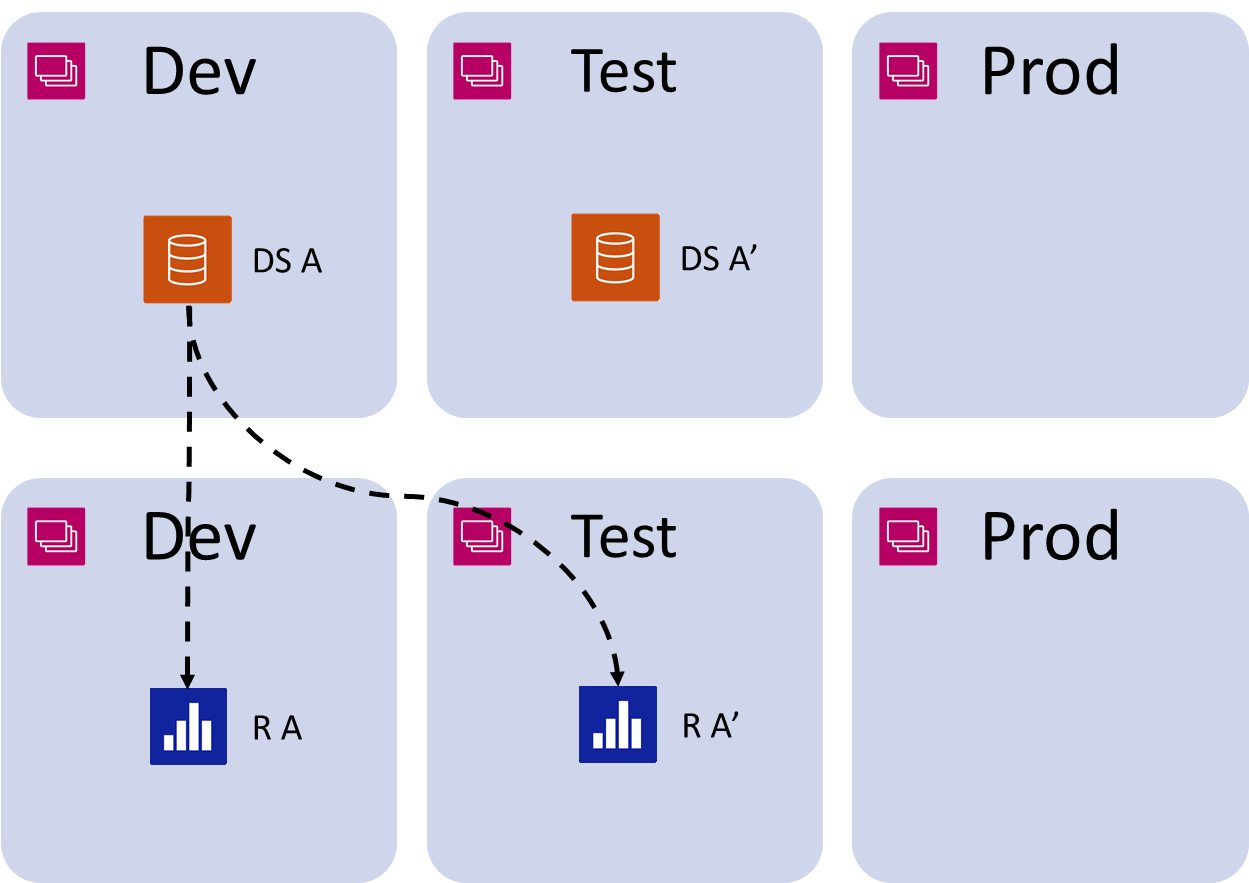 Dev
Test
Prod
DS A
DS A’
Dev
Test
Prod
R A
R A’